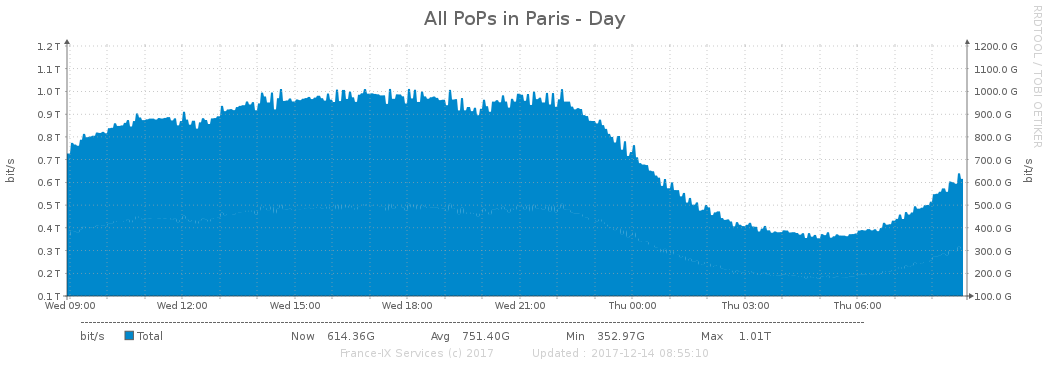 All PoPs in Paris - Day
RRDTOOL / TOBI OETIKER
1.2 T 1200.0 G
1.1 T 1100.0 G
1.0 T 1000.0 G
0.9 T 900.0 G
0.8 T 800.0 G
0.7 T 700.0 G
0.6 T 600.0 G
0.5 T 500.0 G
0.4 T 400.0 G
0.3 T 300.0 G
0.2 T 200.0 G
0.1 T 100.0 G
bit/s bit/s
Wed 09:00 Wed 12:00 Wed 15:00 Wed 18:00 Wed 21:00 Thu 00:00 Thu 03:00 Thu 06:00
bit/s Total Now 614.36G Avg 751.40G Min 352.97G Max 1.01T
France-IX Services (c) 2017 Updated : 2017-12-14 08:55:10